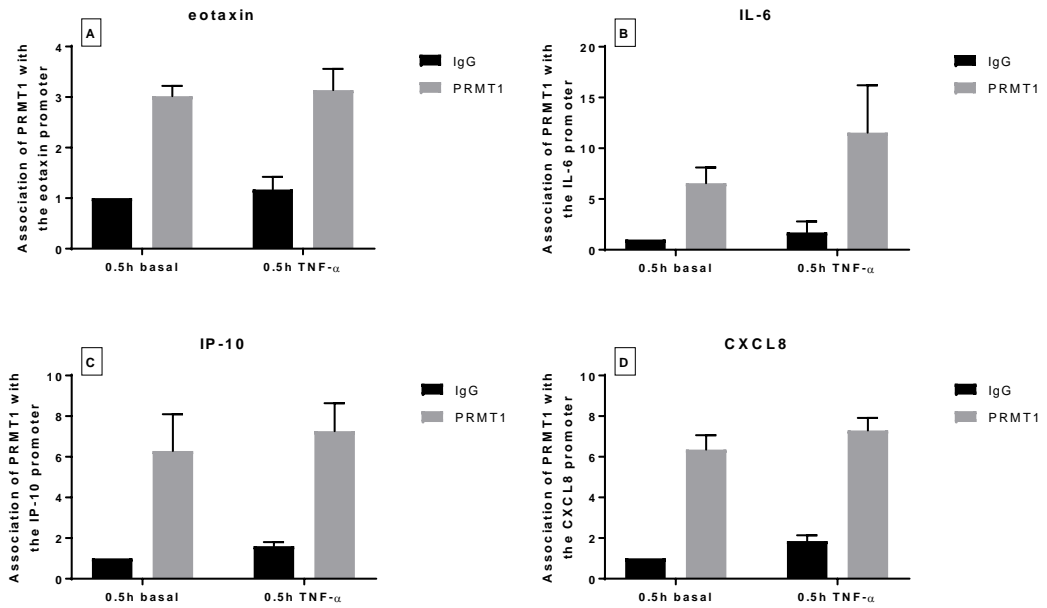 eotaxin
A
Association of PRMT1 with
the eotaxin promoter
4
3
2
1
0
0.5h basal
0.5h TNF-α
IgG
PRMT1
IL-6
B
Association of PRMT1 with
the IL-6 promoter
20
15
10
5
0
0.5h basal
0.5h TNF-α
IgG
PRMT1
IP-10
C
Association of PRMT1 with
the IP-10 promoter
10
8
6
4
2
0
0.5h basal
0.5h TNF-α
IgG
PRMT1
CXCL8
D
Association of PRMT1 with
the CXCL8 promoter
10
8
6
4
2
0
0.5h basal
0.5h TNF-α
IgG
PRMT1